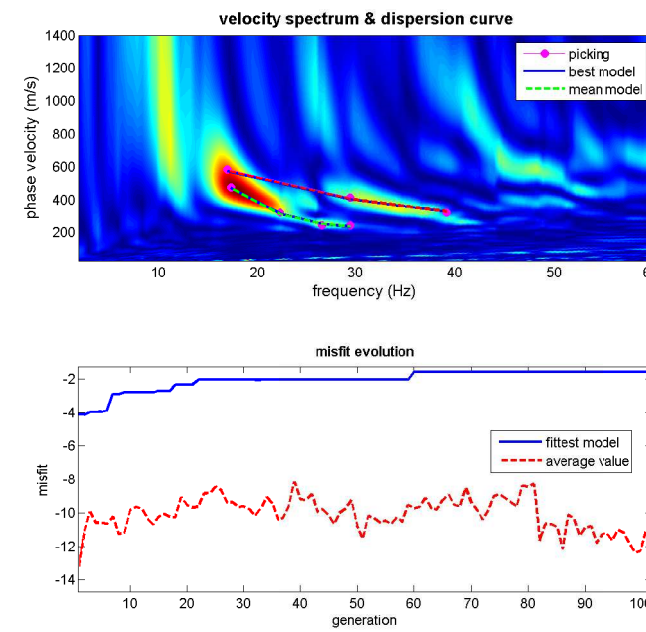 velocity spectrum & dispersion curve
1400
1200
1000
800
600
400
200
phase velocity (m/s)
picking
best model
mean model
10
20
30
40
50
frequency (Hz)
misfit evolution
-2
-4
-6
-8
-10
-12
-14
misfit
fittest model
average value
10
20
30
40
50
60
70
80
90
generation